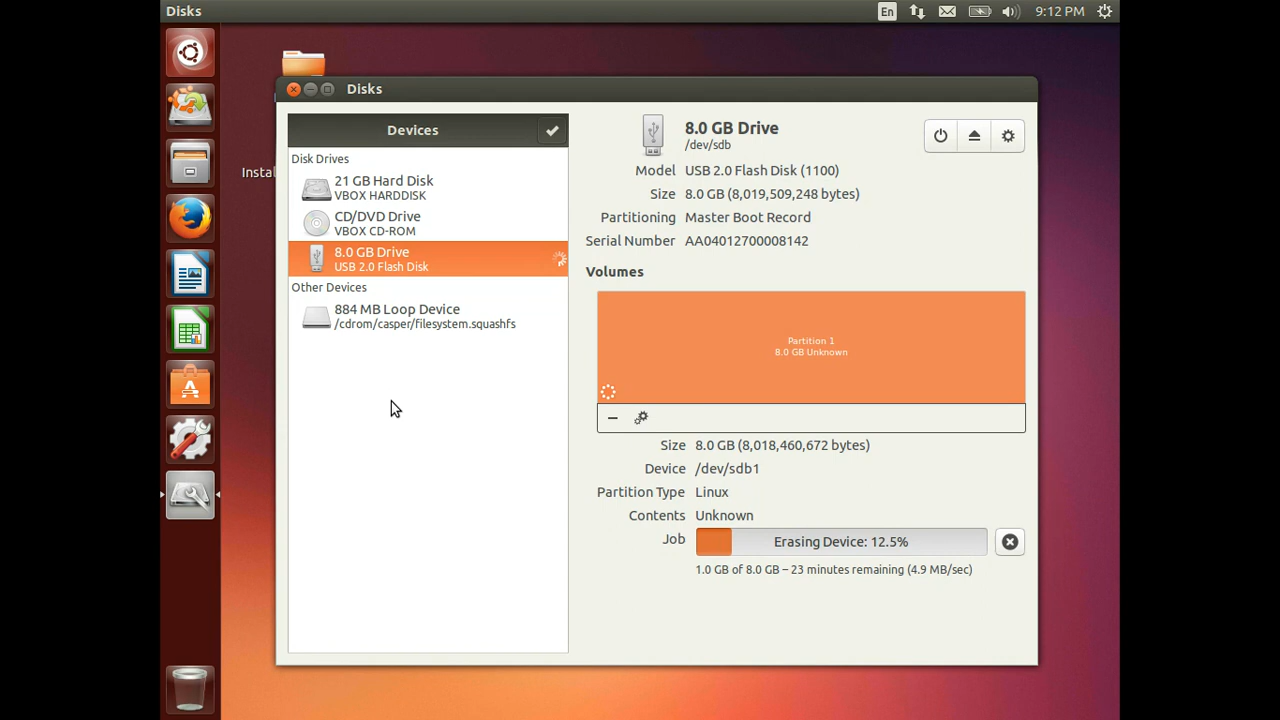 Disks
En
9:12 PM
Instal
Disks
Devices
Disk Drives
21 GB Hard Disk
VBOX HARDDISK
CD/DVD Drive
VBOX CD-ROM
8.0 GB Drive
USB 2.0 Flash Disk
Other Devices
884 MB Loop Device
/cdrom/casper/filesystem.squashfs
8.0 GB Drive
/dev/sdb
Model USB 2.0 Flash Disk (1100)
Size 8.0 GB (8,019,509,248 bytes)
Partitioning Master Boot Record
Serial Number AA04012700008142
Volumes
Partition 1
8.0 GB Unknown
Size 8.0 GB (8,018,460,672 bytes)
Device /dev/sdb1
Partition Type Linux
Contents Unknown
Job Erasing Device: 12.5%
1.0 GB of 8.0 GB – 23 minutes remaining (4.9 MB/sec)